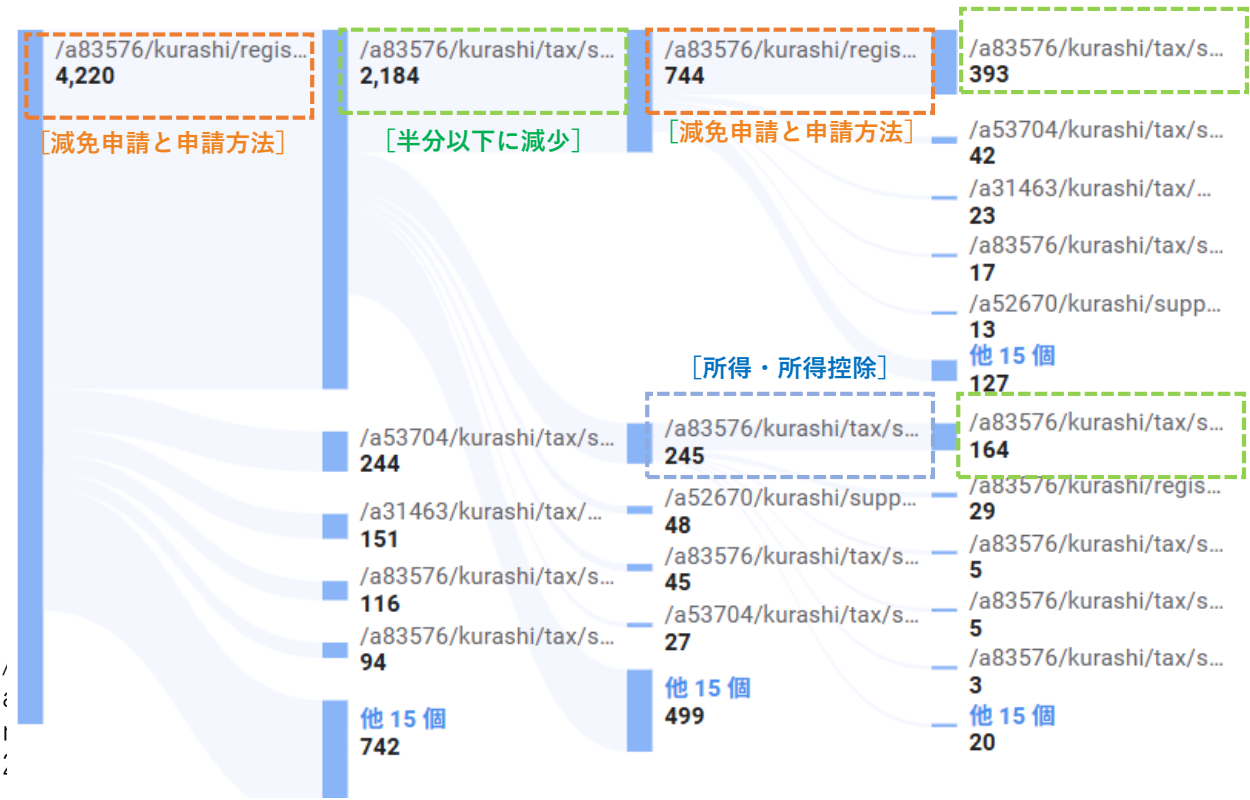 /a83576/kurashi/regis...
4,220
[減免申請と申請方法]
/a83576/kurashi/tax/s...
2,184
[半分以下に減少]
/a53704/kurashi/tax/s...
244
/a31463/kurashi/tax/...
151
/a83576/kurashi/tax/s...
116
/a83576/kurashi/tax/s...
94
他 15 個
742
/a83576/kurashi/regis...
744
[減免申請と申請方法]
[所得・所得控除]
/a83576/kurashi/tax/s...
245
/a52670/kurashi/supp...
48
/a83576/kurashi/tax/s...
45
/a53704/kurashi/tax/s...
27
他 15 個
499
/a83576/kurashi/tax/s...
393
/a53704/kurashi/tax/s...
42
/a31463/kurashi/tax/...
23
/a83576/kurashi/tax/s...
17
/a52670/kurashi/supp...
13
他 15 個
127
/a83576/kurashi/tax/s...
164
/a83576/kurashi/regis...
29
/a83576/kurashi/tax/s...
5
/a83576/kurashi/tax/s...
5
/a83576/kurashi/tax/s...
3
他 15 個
20